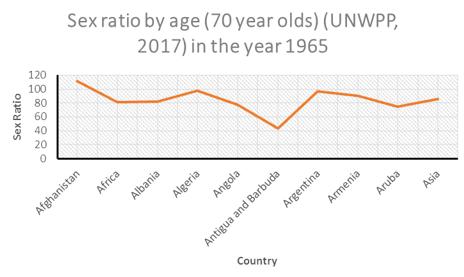 Sex ratio by age (70 year olds) (UNWPP,
2017) in the year 1965
Sex Ratio
120
100
80
60
40
20
0
Afghanistan
Africa
Albania
Algeria
Angola
Antigua and Barbuda
Argentina
Armenia
Aruba
Asia
Country